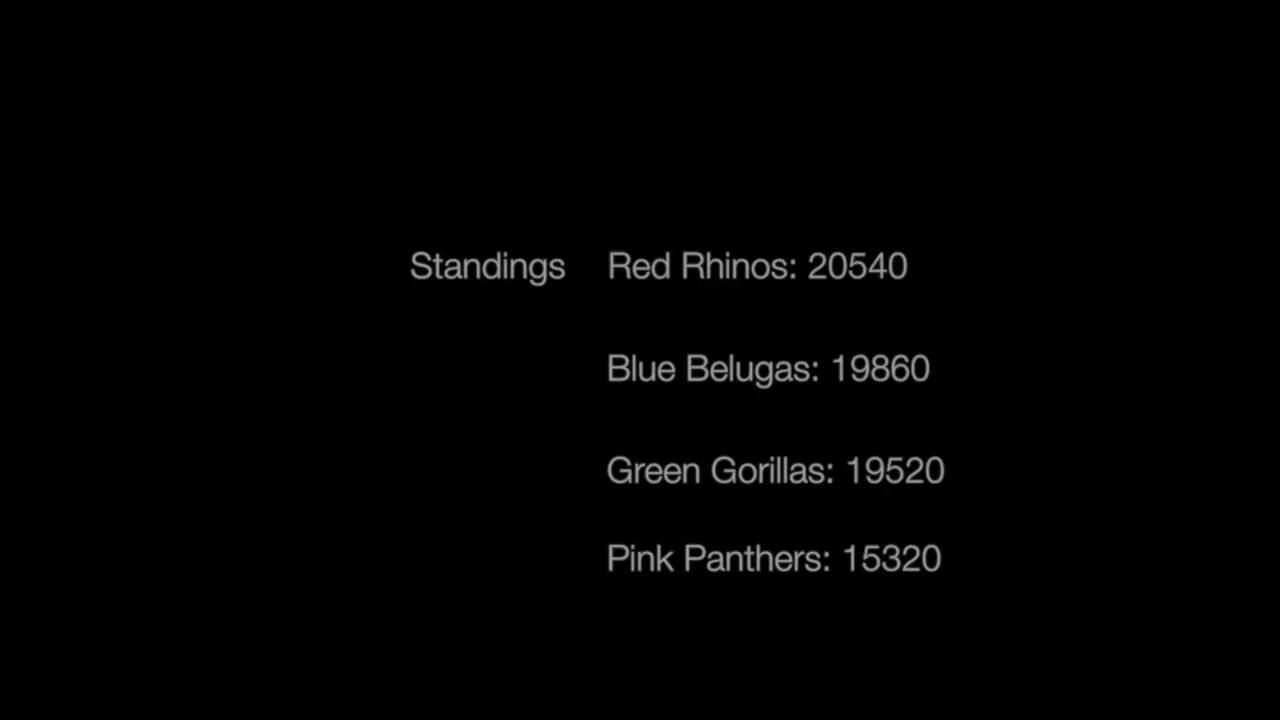 Standings Red Rhinos: 20540
Blue Belugas: 19860
Green Gorillas: 19520
Pink Panthers: 15320